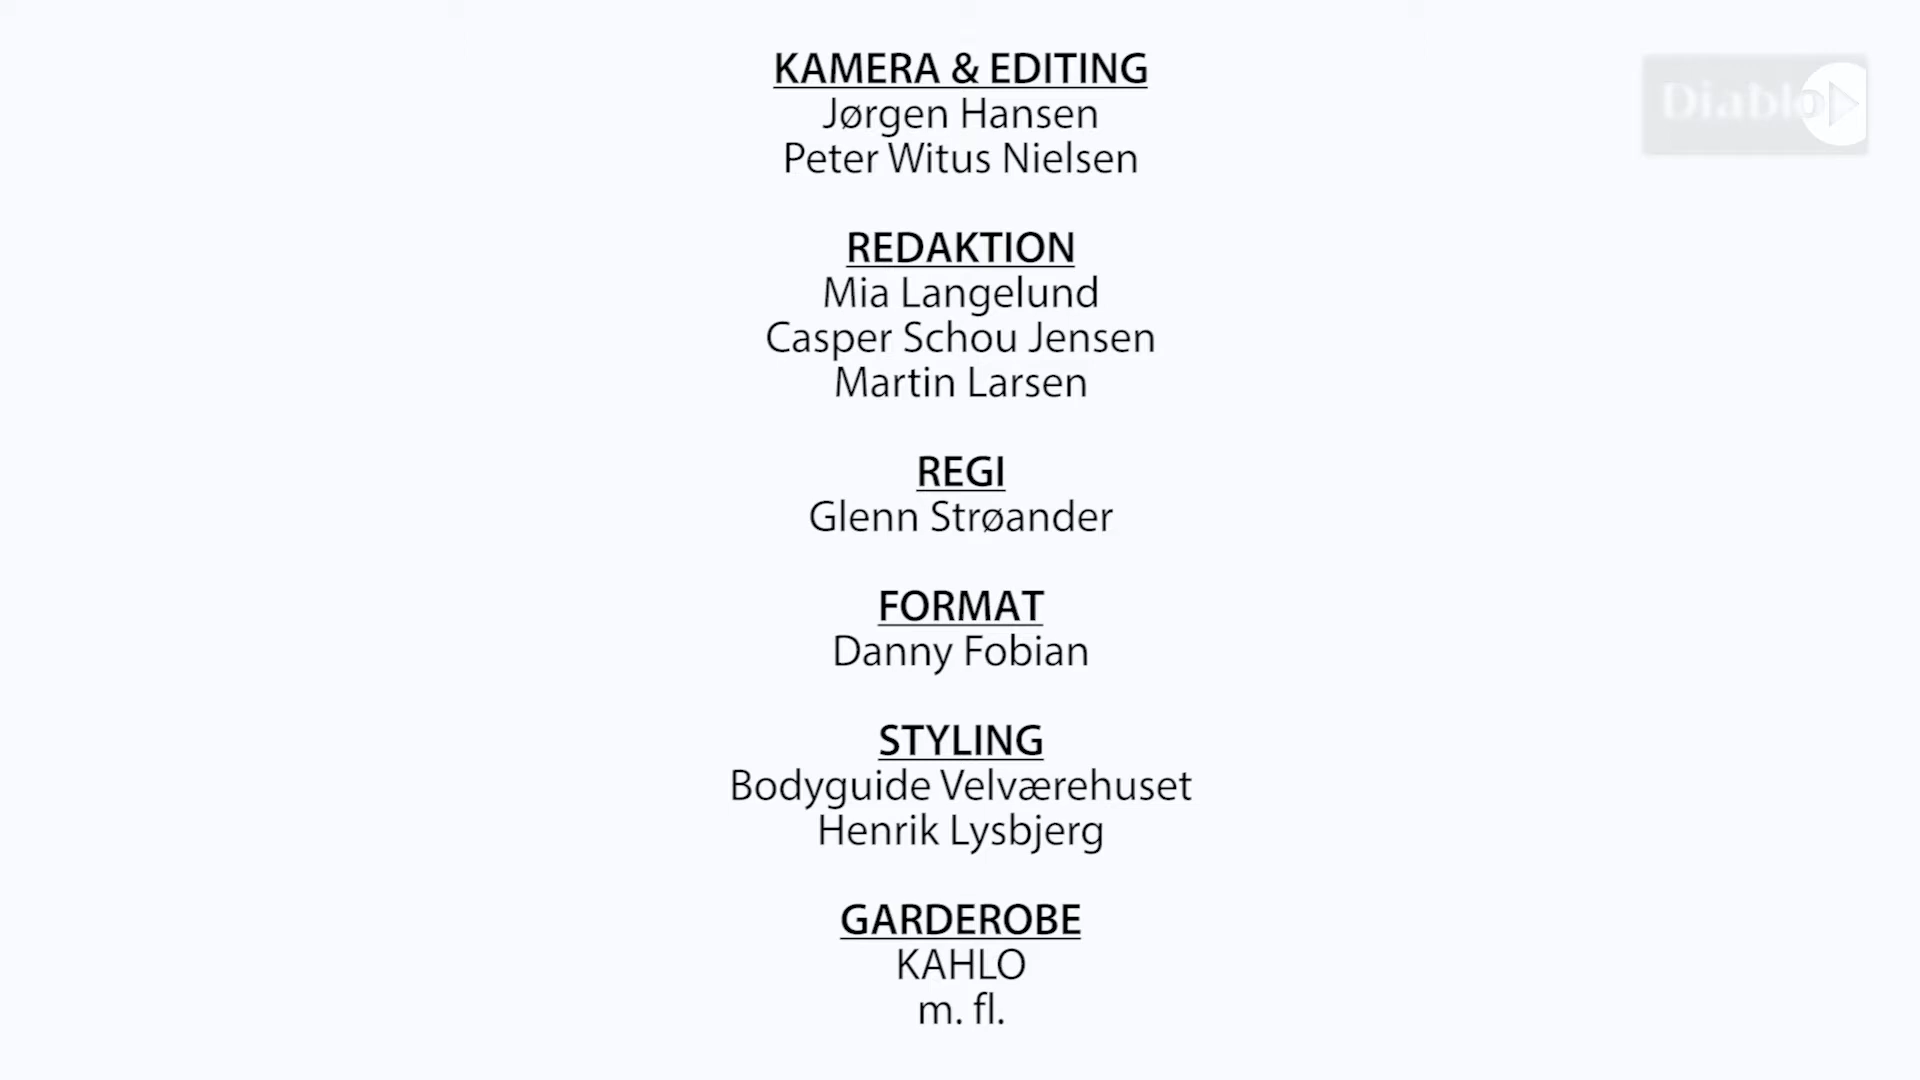 KAMERA & EDITING
Jørgen Hansen
Peter Witus Nielsen
REDAKTION
Mia Langelund
Casper Schou Jensen
Martin Larsen
REGI
Glenn Strøander
FORMAT
Danny Fobian
STYLING
Bodyguide Velværehuset
Henrik Lysbjerg
GARDEROBE
KAHLO
m. fl.
Diablo